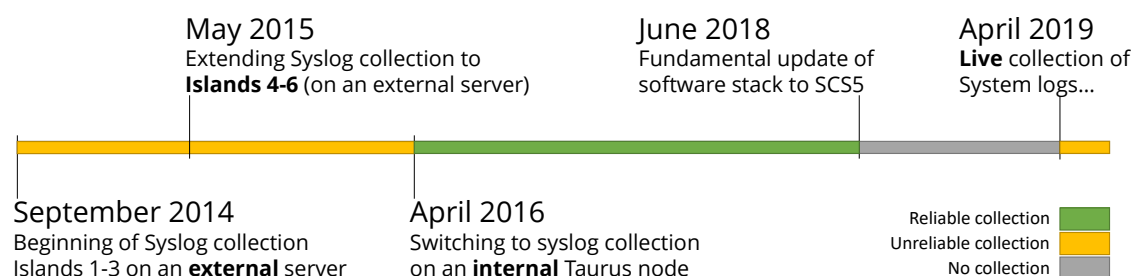 May 2015
Extending Syslog collection to
Islands 4-6 (on an external server)
June 2018
Fundamental update of
software stack to SCS5
April 2019
Live collection of
System logs...
September 2014
Beginning of Syslog collection
Islands 1-3 on an external server
April 2016
Switching to syslog collection
on an internal Taurus node
Reliable collection
Unreliable collection
No collection